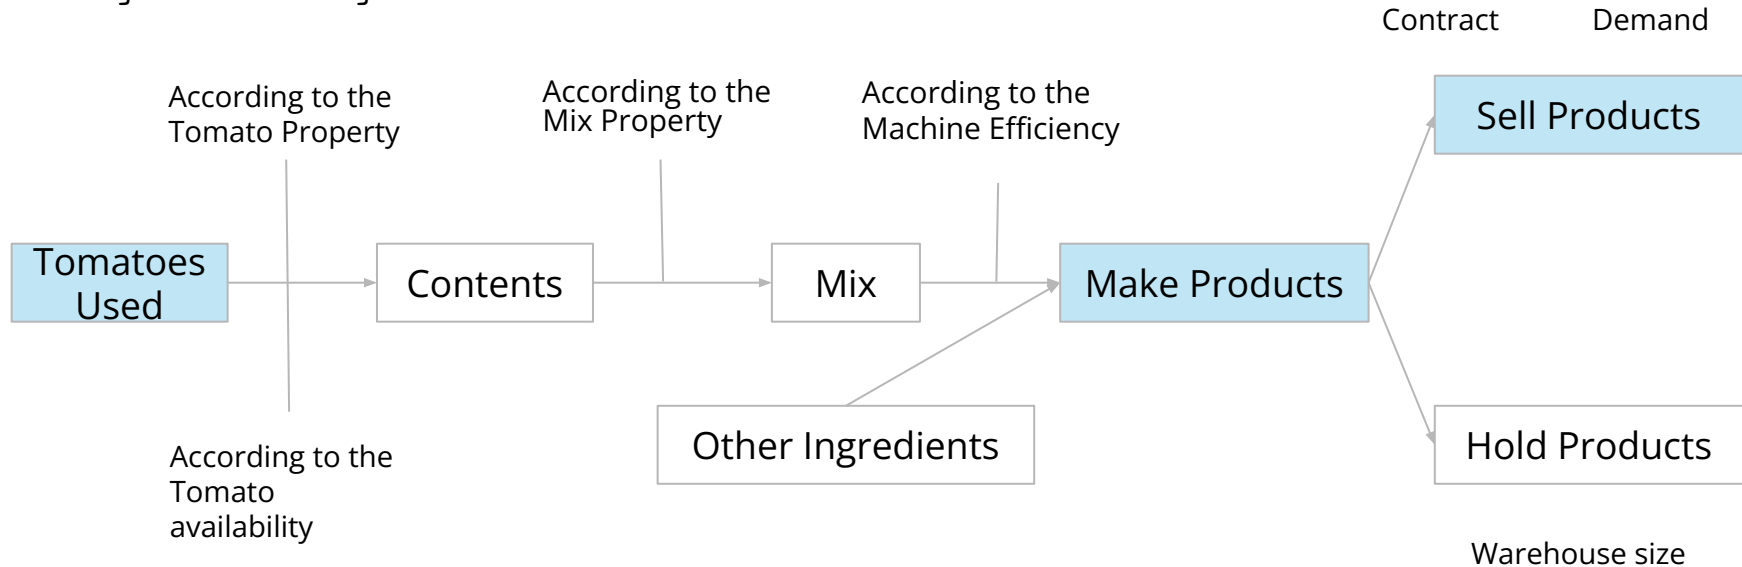 Contract
Demand
According to the
Tomato Property
According to the
Mix Property
According to the
Machine Efficiency
Sell Products
Tomatoes
Used
Contents
Mix
Make Products
Other Ingredients
Hold Products
According to the
Tomato
availability
Warehouse size